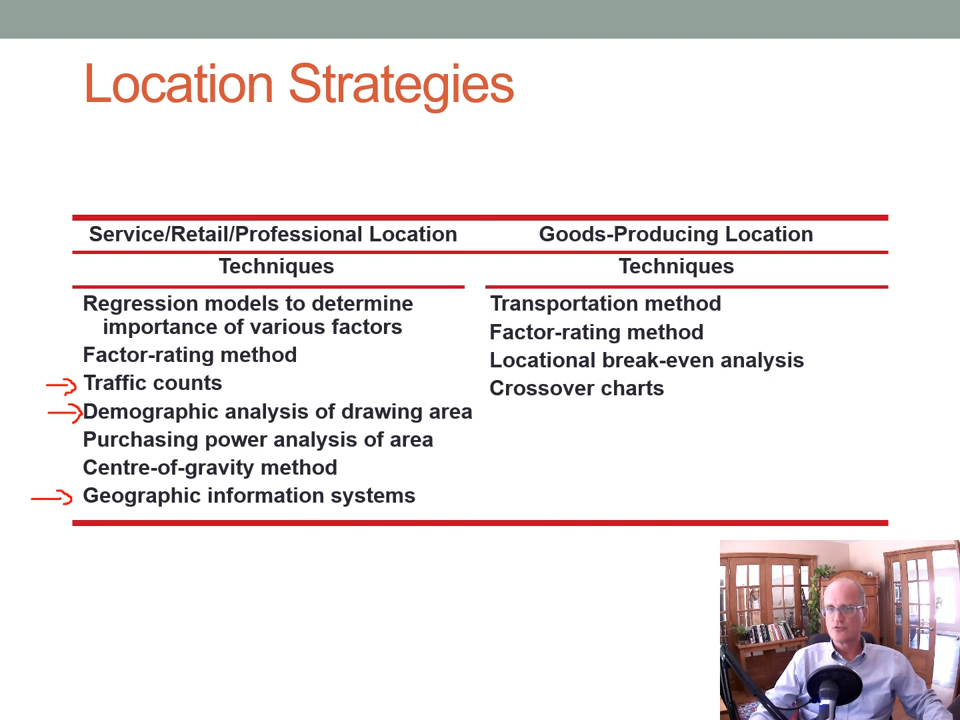 Location Strategies
Service/Retail/Professional Location
Goods-Producing Location
Techniques
Techniques
Regression models to determine
importance of various factors
Factor-rating method
Traffic counts
Demographic analysis of drawing area
Purchasing power analysis of area
Centre-of-gravity method
Geographic information systems
Transportation method
Factor-rating method
Locational break-even analysis
Crossover charts